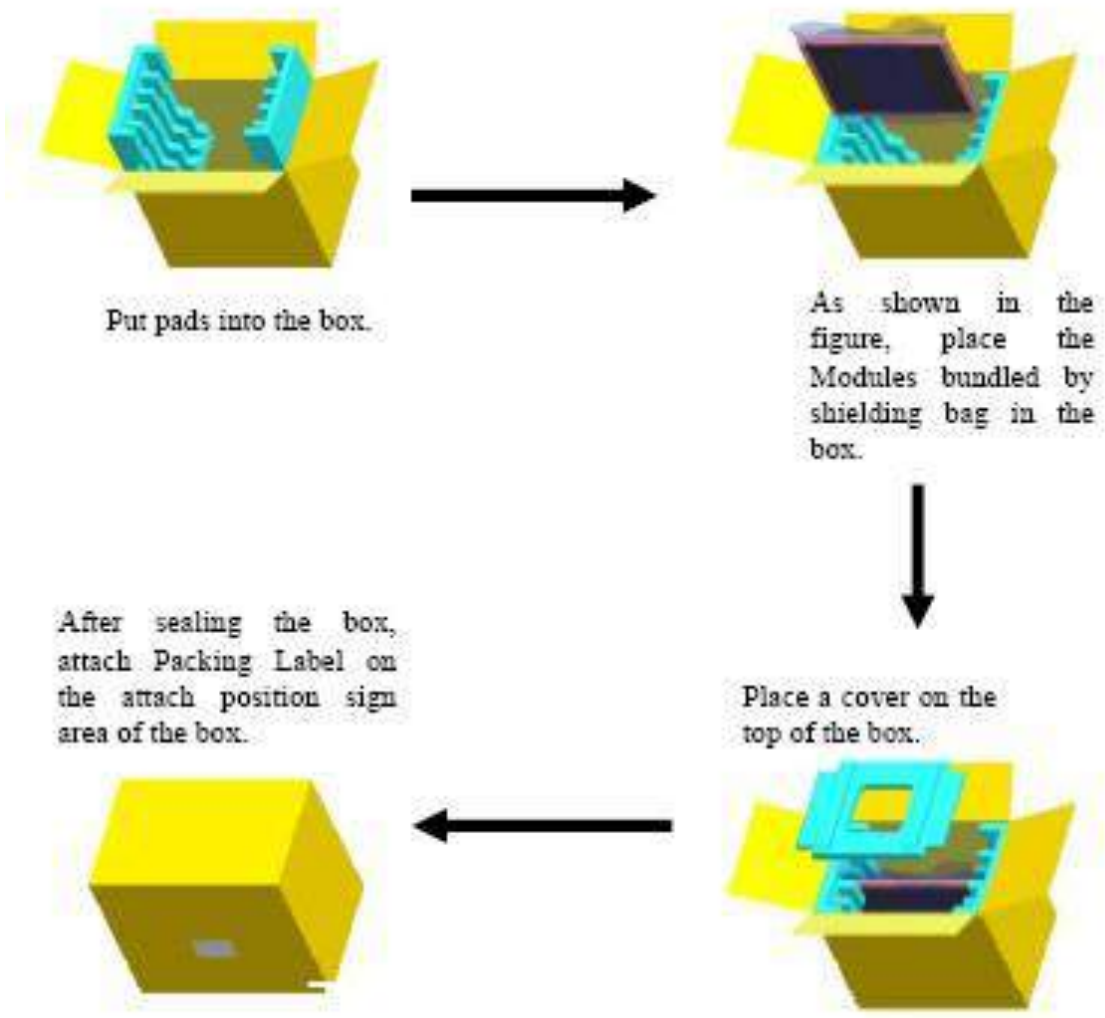 Put pads into the box.
As shown in the
figure, place the
Modules bundled by
shielding bag in the
box.
Place a cover on the
top of the box.
After sealing the box,
attach Packing Label on
the attach position sign
area of the box.